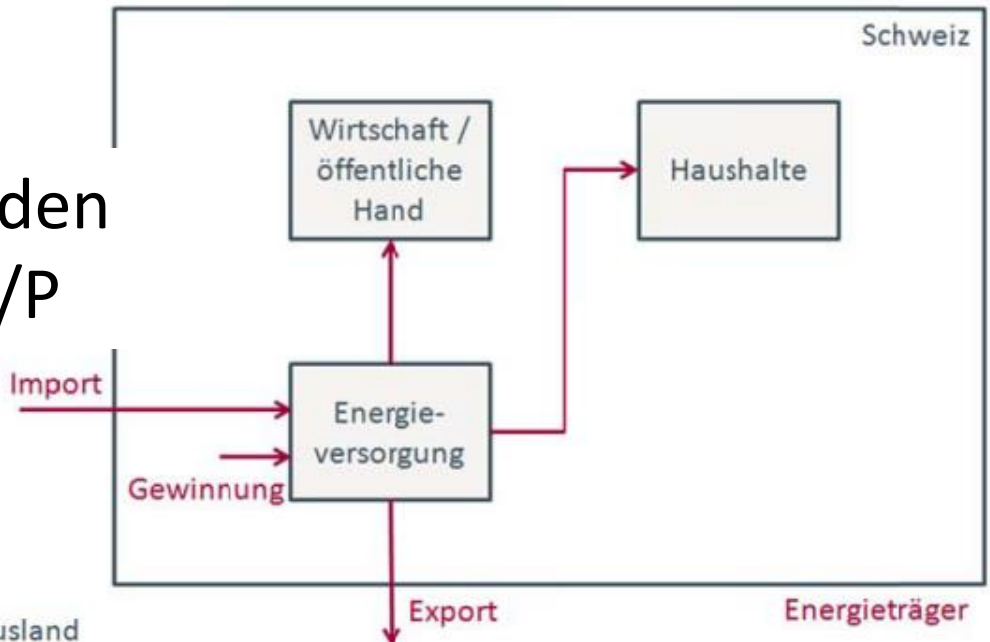 Schweiz
Wirtschaft /
öffentliche
Hand
Haushalte
den
/P
Import
Energie-
versorgung
Gewinnung
Export
Energieträger
usland